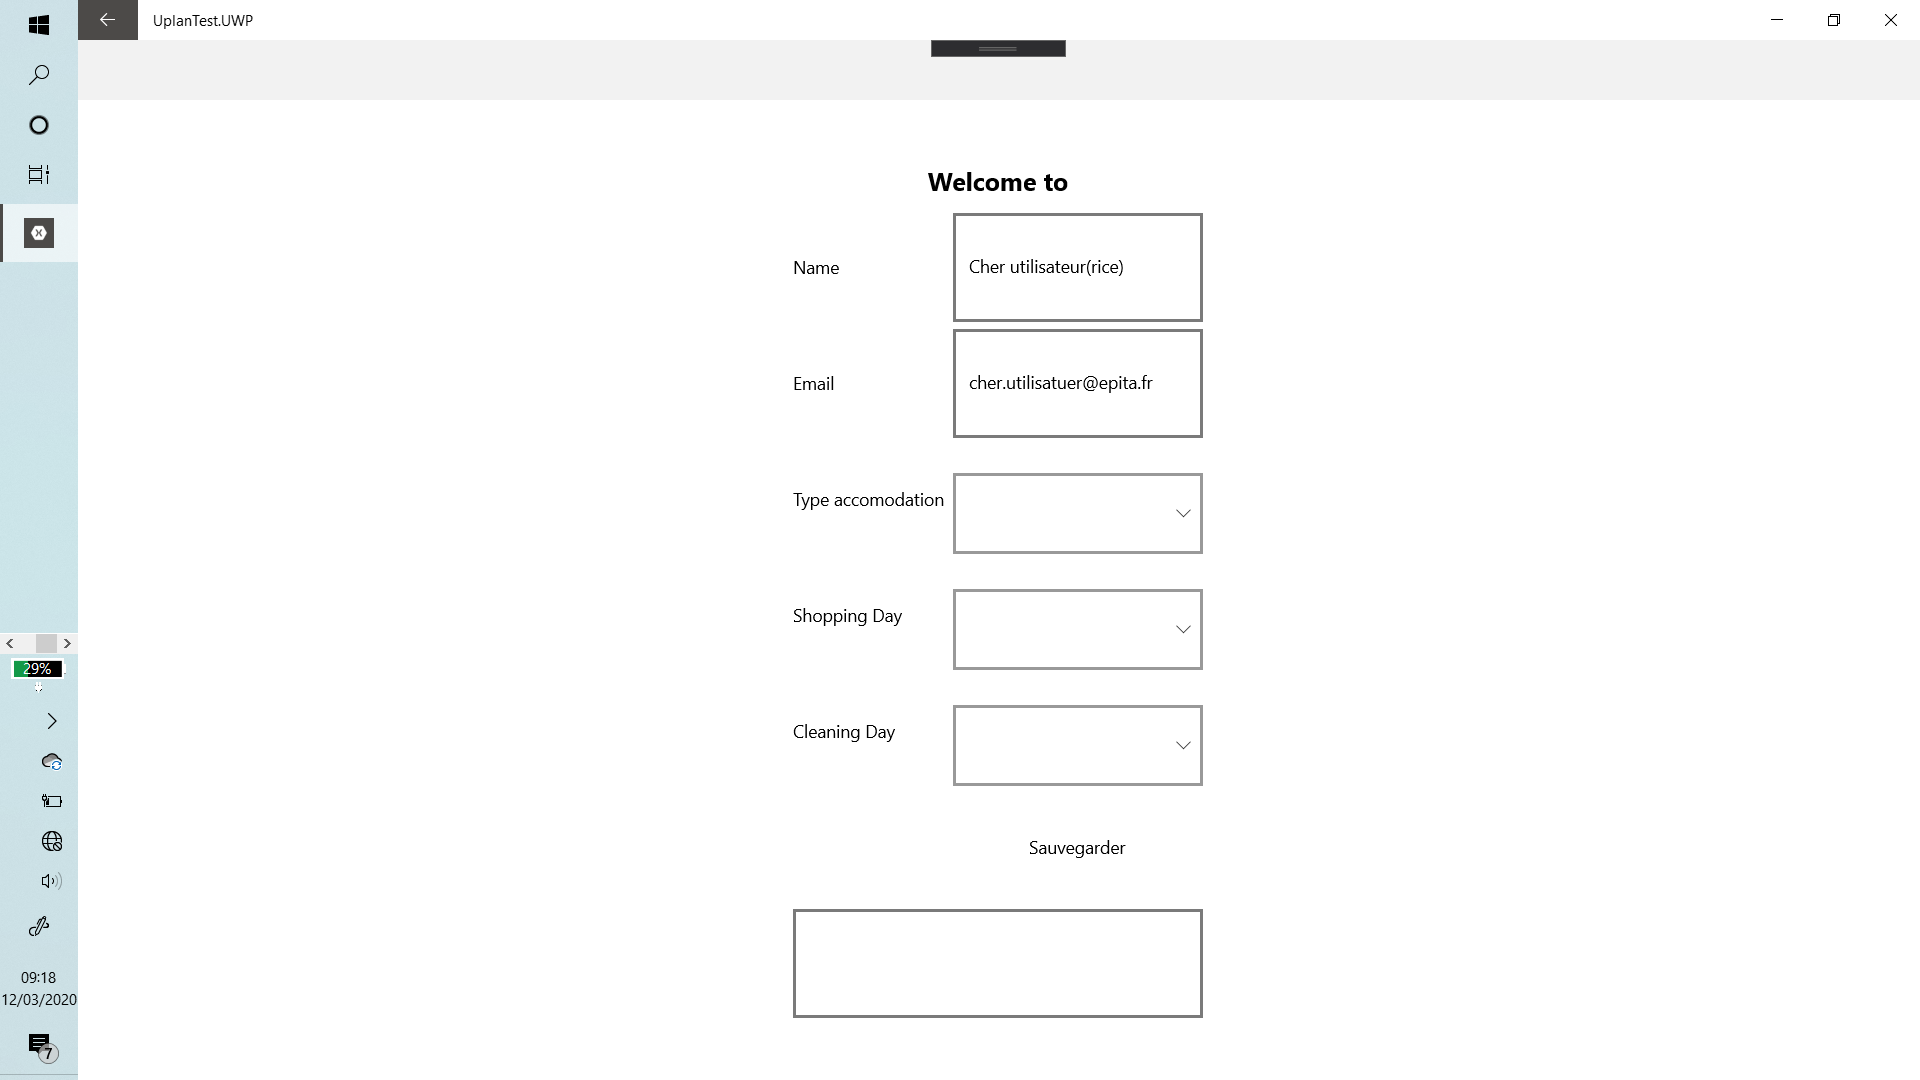 UplanTest.UWP
Welcome to
Name
Cher utilisateur(rice)
Email
cher.utilisatuer@epita.fr
Type accomodation
Shopping Day
Cleaning Day
Sauvegarder
29%
09:18
12/03/2020
7